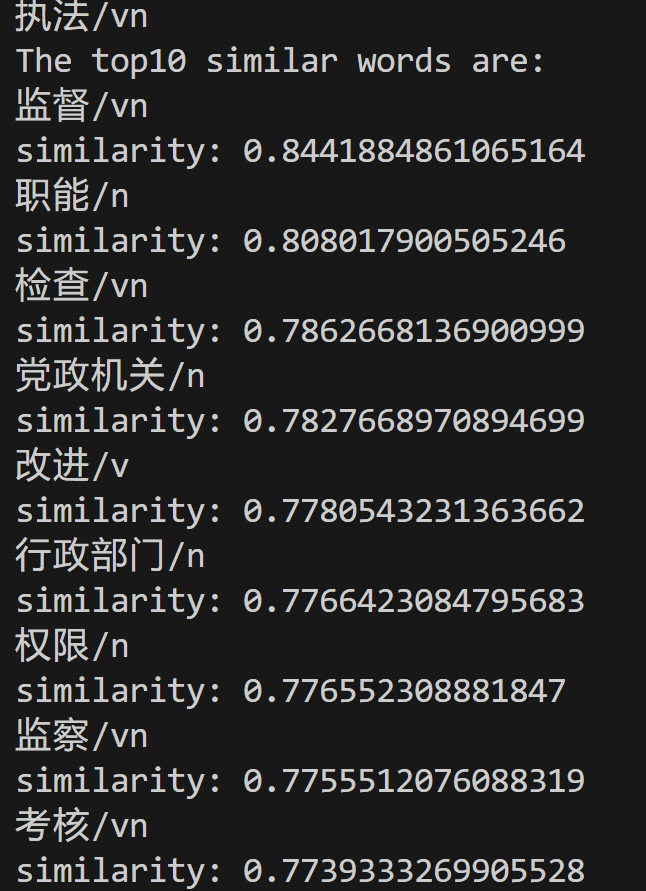 执法/vn
The top10 similar words are:
监督/vn
similarity: 0.8441884861065164
职能/n
similarity: 0.808017900505246
检查/vn
similarity: 0.7862668136900999
党政机关/n
similarity: 0.7827668970894699
改进/v
similarity: 0.7780543231363662
行政部门/n
similarity: 0.7766423084795683
权限/n
similarity: 0.776552308881847
监察/vn
similarity: 0.7755512076088319
考核/vn
similarity: 0.7739333269905528